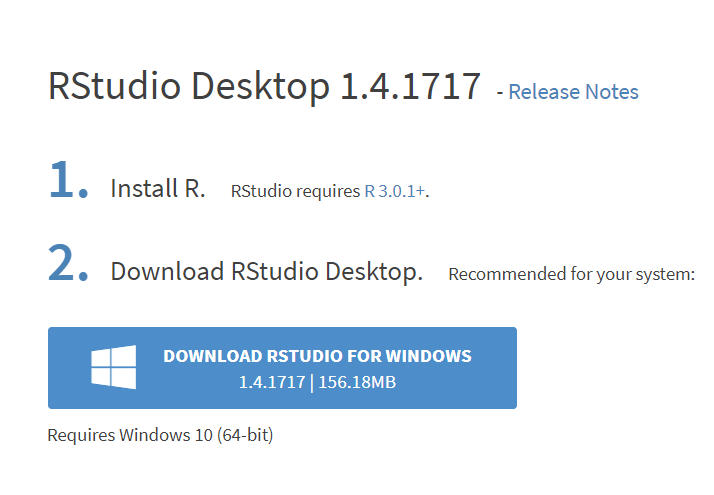 RStudio Desktop 1.4.1717 - Release Notes
1. Install R. RStudio requires R 3.0.1+.
2. Download RStudio Desktop. Recommended for your system:
DOWNLOAD RSTUDIO FOR WINDOWS
1.4.1717 | 156.18MB
Requires Windows 10 (64-bit)